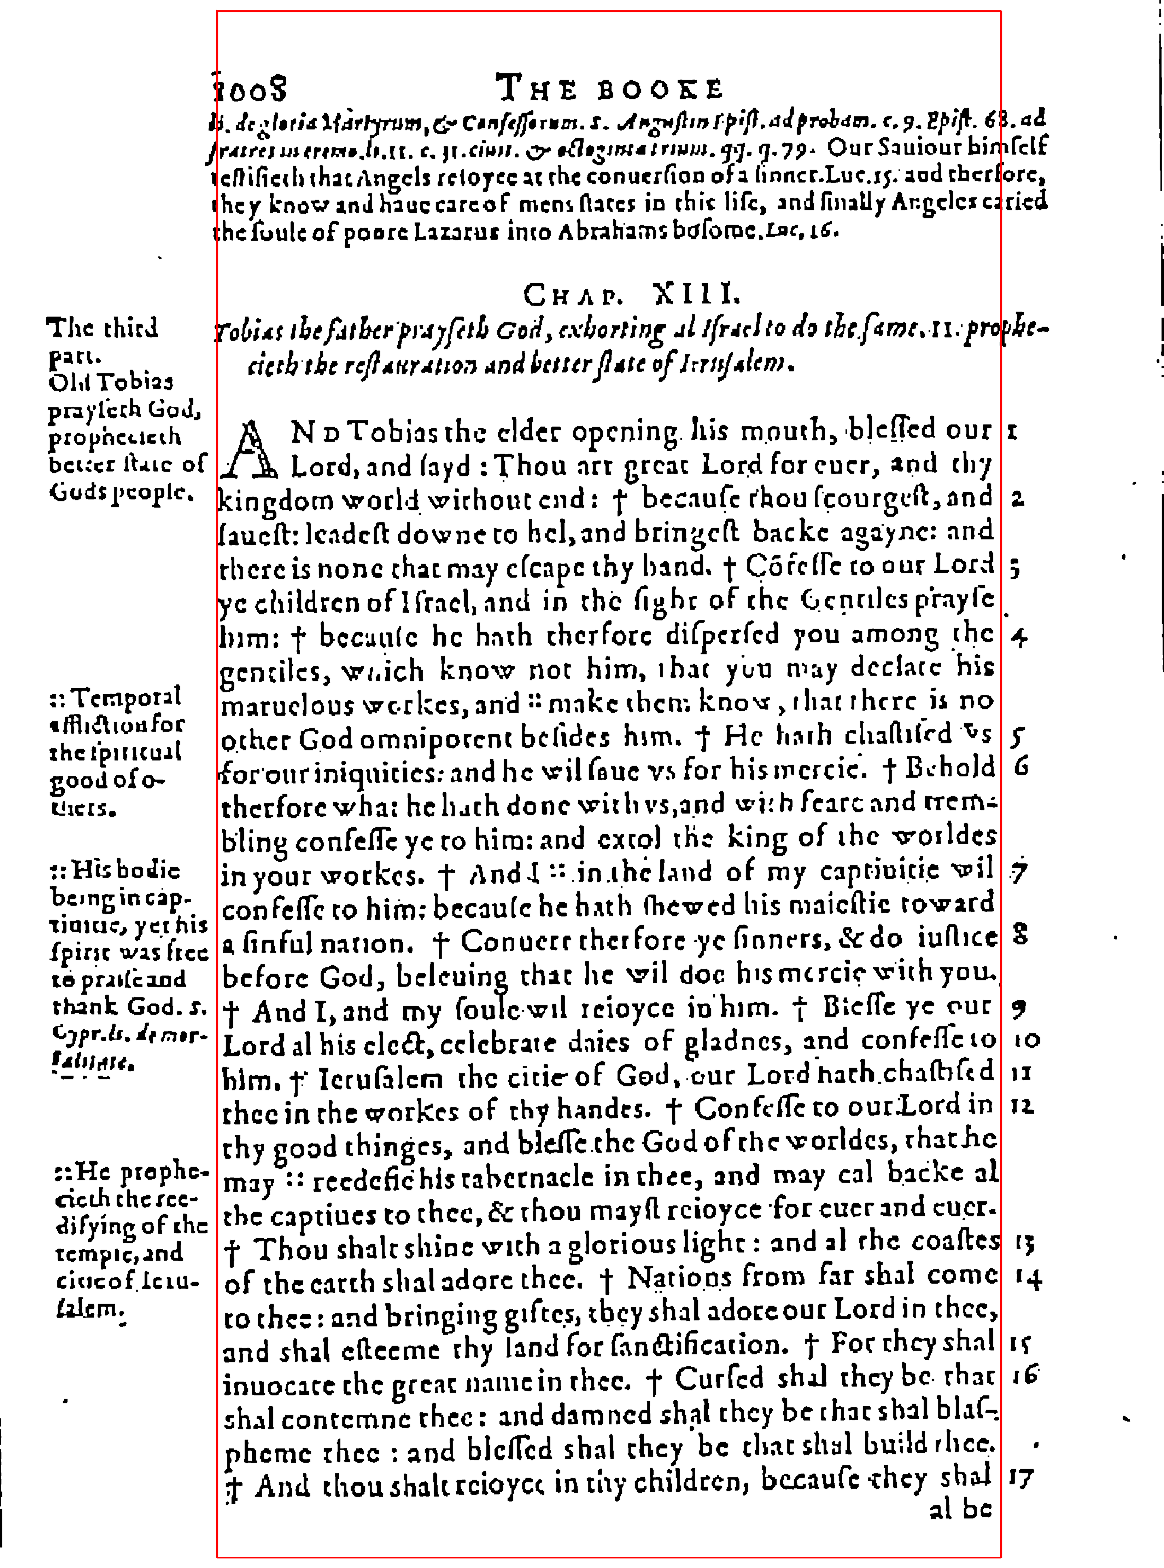 1008 THE BOOKE
li. de gloria Martyrum, & Confessorum. S. Augustin Epist. ad probam. c. 9. Epist. 68. ad
fratres in eremo. li. 11. c. 31. ciuit. & octoginta trium. qq. q. 79. Our Sauiour himself
testifieth that Angels reioyce at the conuersion of a sinner. Luc. 15. and therfore,
they know and haue care of mens states in this life, and finally Angeles caried
the soule of poore Lazarus into Abrahams bosome. Luc. 16.
CHAP. XIII.
Tobias the father prayseth God, exhorting al Israel to do the same. 11. prophe-
cieth the restauration and better state of Ierusalem.
The third
part.
Old Tobias
prayseth God,
prophecieth
better state of
Gods people.
AND Tobias the elder opening his mouth, blessed our 1
Lord, and sayd : Thou art great Lord for euer, and thy
kingdom world without end: † because thou scourgest, and 2
sauest: leadest downe to hel, and bringest backe agayne: and
there is none that may escape thy hand. † Cōfesse to our Lord 3
ye children of Israel, and in the sight of the Gentiles prayse
him: † because he hath therfore dispersed you among the 4
gentiles, which know not him, that you may declare his
maruelous workes, and :: make them know, that there is no
other God omnipotent besides him. † He hath chastised vs 5
for our iniquities: and he wil saue vs for his mercie. † Behold 6
therfore what he hath done with vs, and with feare and trem-
bling confesse ye to him: and extol the king of the worldes
in your workes. † And I :: in the land of my captiuitie wil 7
confesse to him: because he hath shewed his maiestie toward
a sinful nation. † Conuert therfore ye sinners, & do iustice 8
before God, beleuing that he wil doe his mercie with you.
† And I, and my soule wil reioyce in him. † Blesse ye our 9
Lord al his elect, celebrate daies of gladnes, and confesse to 10
him. † Ierusalem the citie of God, our Lord hath chastised 11
thee in the workes of thy handes. † Confesse to our Lord in 12
thy good thinges, and blesse the God of the worldes, that he
may :: reedefie his tabernacle in thee, and may cal backe al
the captiues to thee, & thou mayst reioyce for euer and euer.
† Thou shalt shine with a glorious light : and al the coastes 13
of the earth shal adore thee. † Nations from far shal come 14
to thee: and bringing giftes, they shal adore our Lord in thee,
and shal esteeme thy land for sanctification. † For they shal 15
inuocate the great name in thee. † Cursed shal they be that 16
shal contemne thee: and damned shal they be that shal blas-
pheme thee : and blessed shal they be that shal build thee.
† And thou shalt reioyce in thy children, because they shal 17
al be
:: Temporal
affliction for
the spiritual
good of o-
thers.
:: His bodie
being in cap-
tiuitie, yet his
spirit was free
to praise and
thank God. S.
Cypr. li. de mor-
talitate.
:: He prophe-
cieth the ree-
difying of the
temple, and
citie of Ieru-
salem.